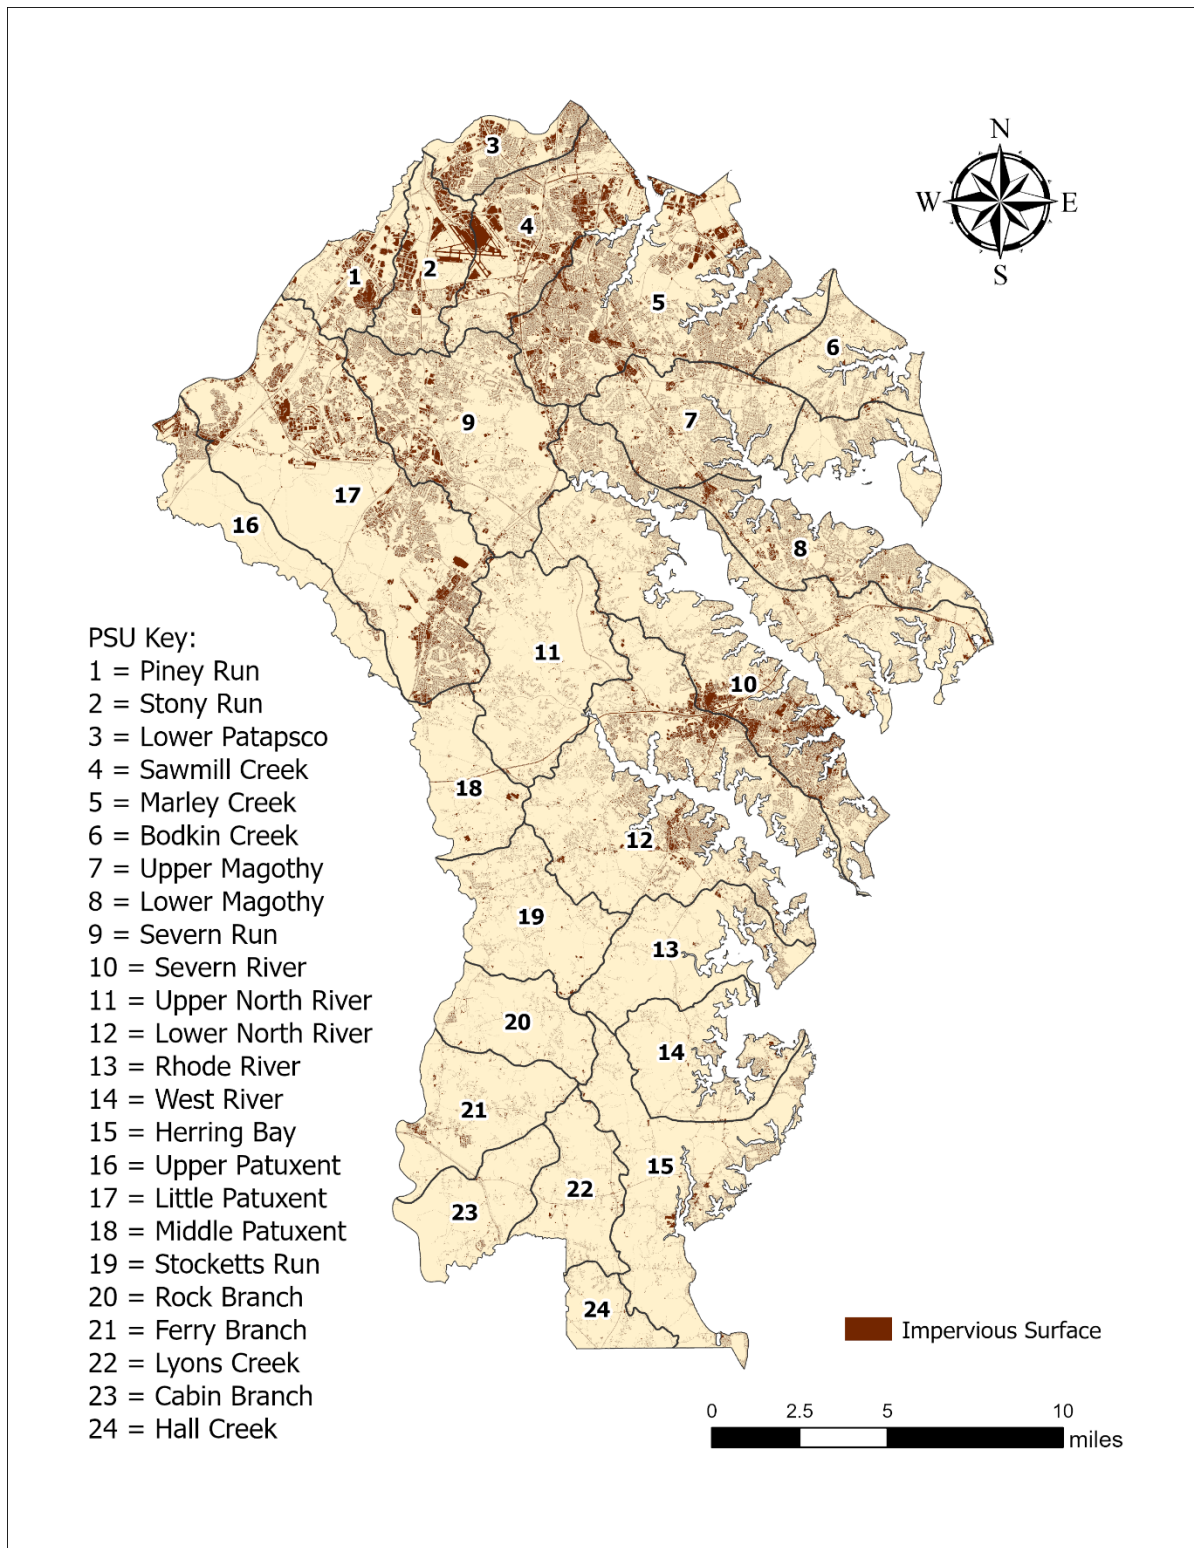 N
W E
S
3
4
1
2
5
6
7
9
17
16
8
11
10
18
12
19
13
20
14
21
15
22
23
24
PSU Key:
1 = Piney Run
2 = Stony Run
3 = Lower Patapsco
4 = Sawmill Creek
5 = Marley Creek
6 = Bodkin Creek
7 = Upper Magothy
8 = Lower Magothy
9 = Severn Run
10 = Severn River
11 = Upper North River
12 = Lower North River
13 = Rhode River
14 = West River
15 = Herring Bay
16 = Upper Patuxent
17 = Little Patuxent
18 = Middle Patuxent
19 = Stocketts Run
20 = Rock Branch
21 = Ferry Branch
22 = Lyons Creek
23 = Cabin Branch
24 = Hall Creek
Impervious Surface
0 2.5 5 10
miles